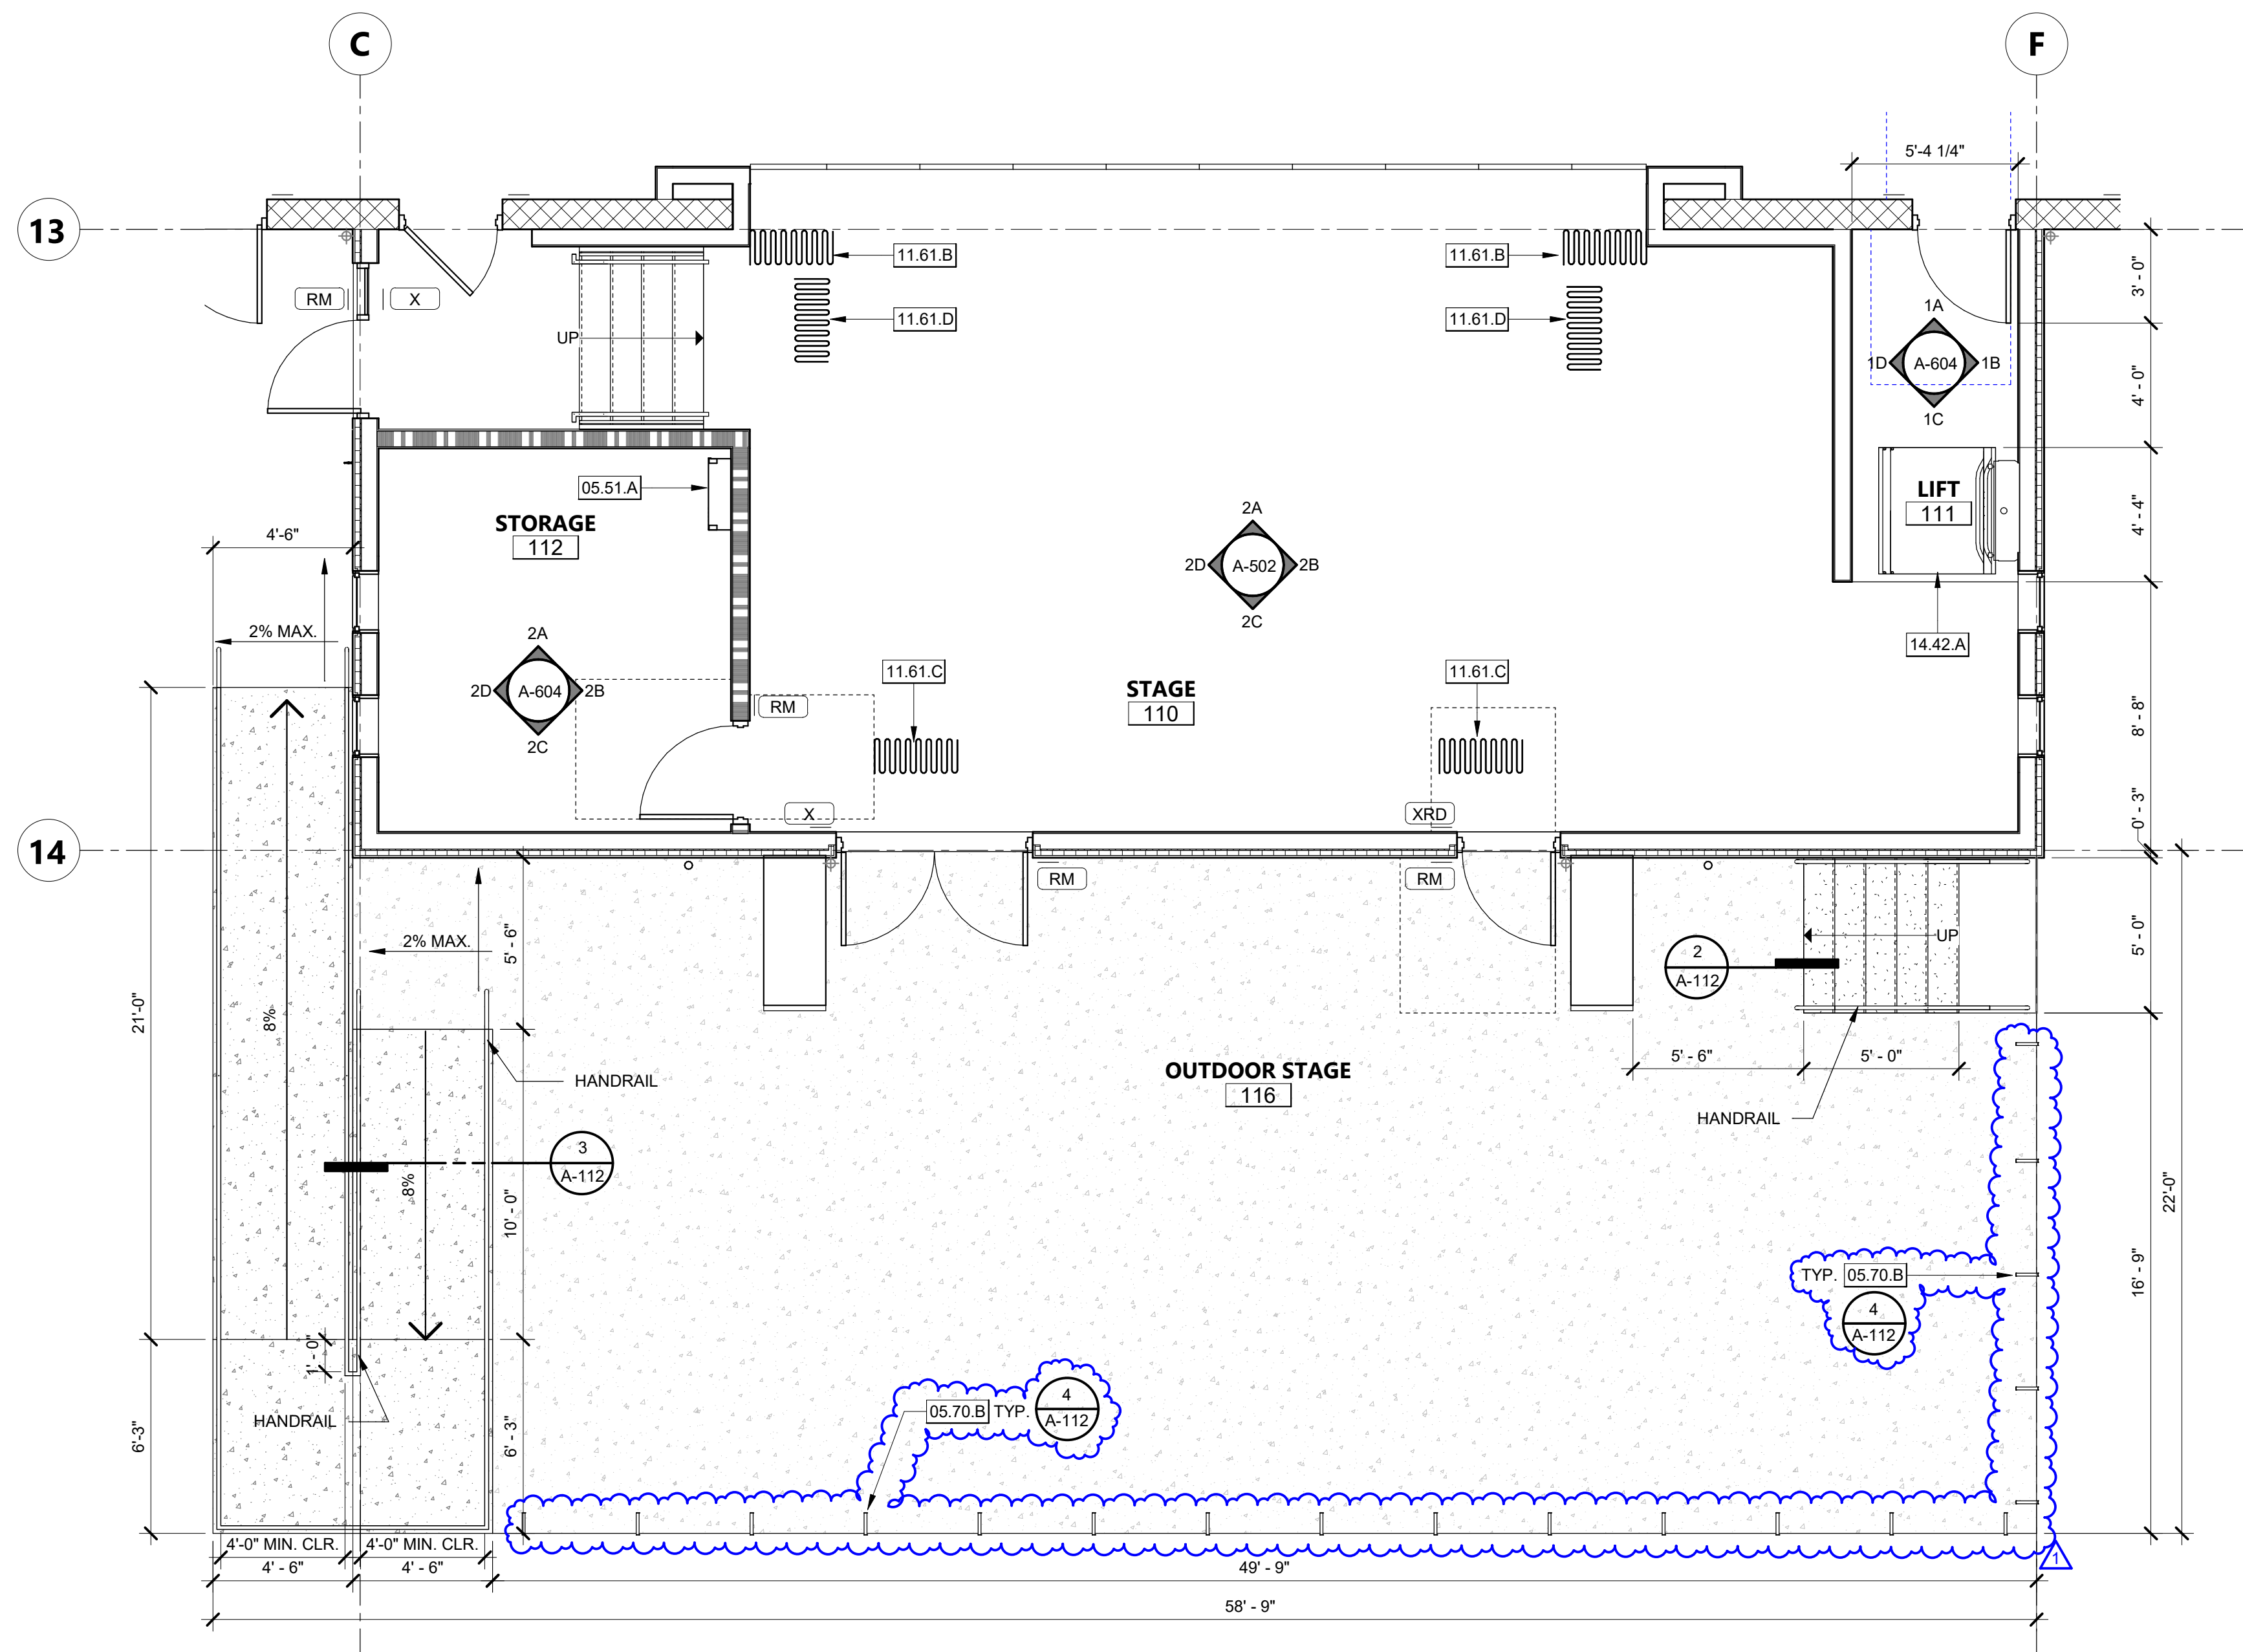 C
F
5'-4 1/4"
13
11.61.B
11.61.B
3' - 0"
RM
X
11.61.D
11.61.D
1A
UP
1D
A-604
1B
4' - 0"
1C
05.51.A
LIFT
111
4' - 4"
STORAGE
112
2A
4'-6"
2D
A-502
2B
2C
2% MAX.
2A
14.42.A
11.61.C
11.61.C
2D
A-604
2B
STAGE
110
RM
2C
8' - 8"
X
XRD
0' - 3"
14
RM
RM
2% MAX.
5' - 6"
UP
5' - 0"
2
A-112
21'-0"
8%
5' - 6"
5' - 0"
OUTDOOR STAGE
116
HANDRAIL
HANDRAIL
3
A-112
8%
10' - 0"
22'-0"
16' - 9"
TYP.
05.70.B
4
A-112
1' - 0"
HANDRAIL
05.70.B
TYP.
4
A-112
6'-3"
6' - 3"
4'-0" MIN. CLR.
4'-0" MIN. CLR.
4' - 6"
4' - 6"
49' - 9"
1
58' - 9"